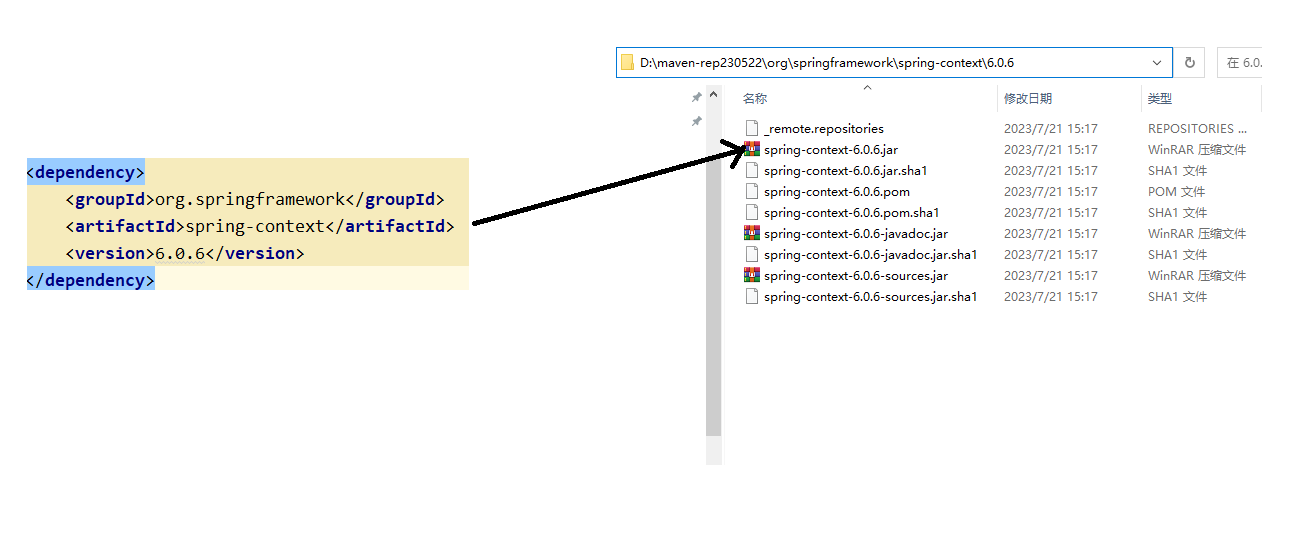 D:\maven-rep230522\org\springframework\spring-context\6.0.6
在 6.0.
名称 修改日期 类型
_remote.repositories 2023/7/21 15:17 REPOSITORIES ...
spring-context-6.0.6.jar 2023/7/21 15:17 WinRAR 压缩文件
spring-context-6.0.6.jar.sha1 2023/7/21 15:17 SHA1 文件
spring-context-6.0.6.pom 2023/7/21 15:17 POM 文件
spring-context-6.0.6.pom.sha1 2023/7/21 15:17 SHA1 文件
spring-context-6.0.6-javadoc.jar 2023/7/21 15:17 WinRAR 压缩文件
spring-context-6.0.6-javadoc.jar.sha1 2023/7/21 15:17 SHA1 文件
spring-context-6.0.6-sources.jar 2023/7/21 15:17 WinRAR 压缩文件
spring-context-6.0.6-sources.jar.sha1 2023/7/21 15:17 SHA1 文件
<dependency>
<groupId>org.springframework</groupId>
<artifactId>spring-context</artifactId>
<version>6.0.6</version>
</dependency>